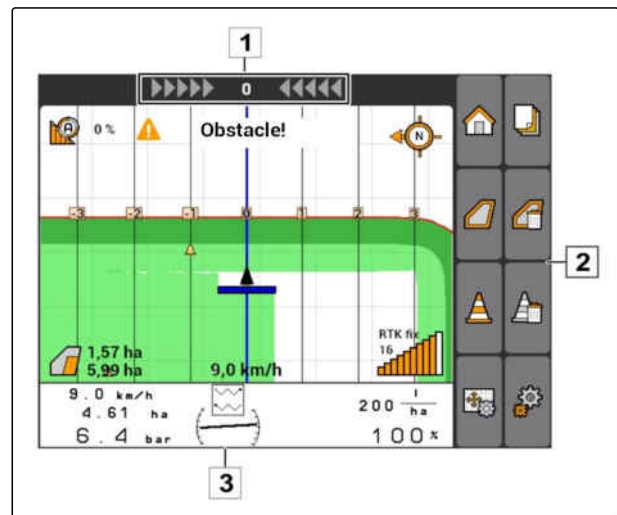 1
0
0 %
Obstacle!
N
A
-3 -2 -1 0 1 2 3
2
RTK fix
16
1,57 ha
5,99 ha
9,0 km/h
9.0 km/h
4.61 ha
6.4 bar
200 l/ha
100 %
3